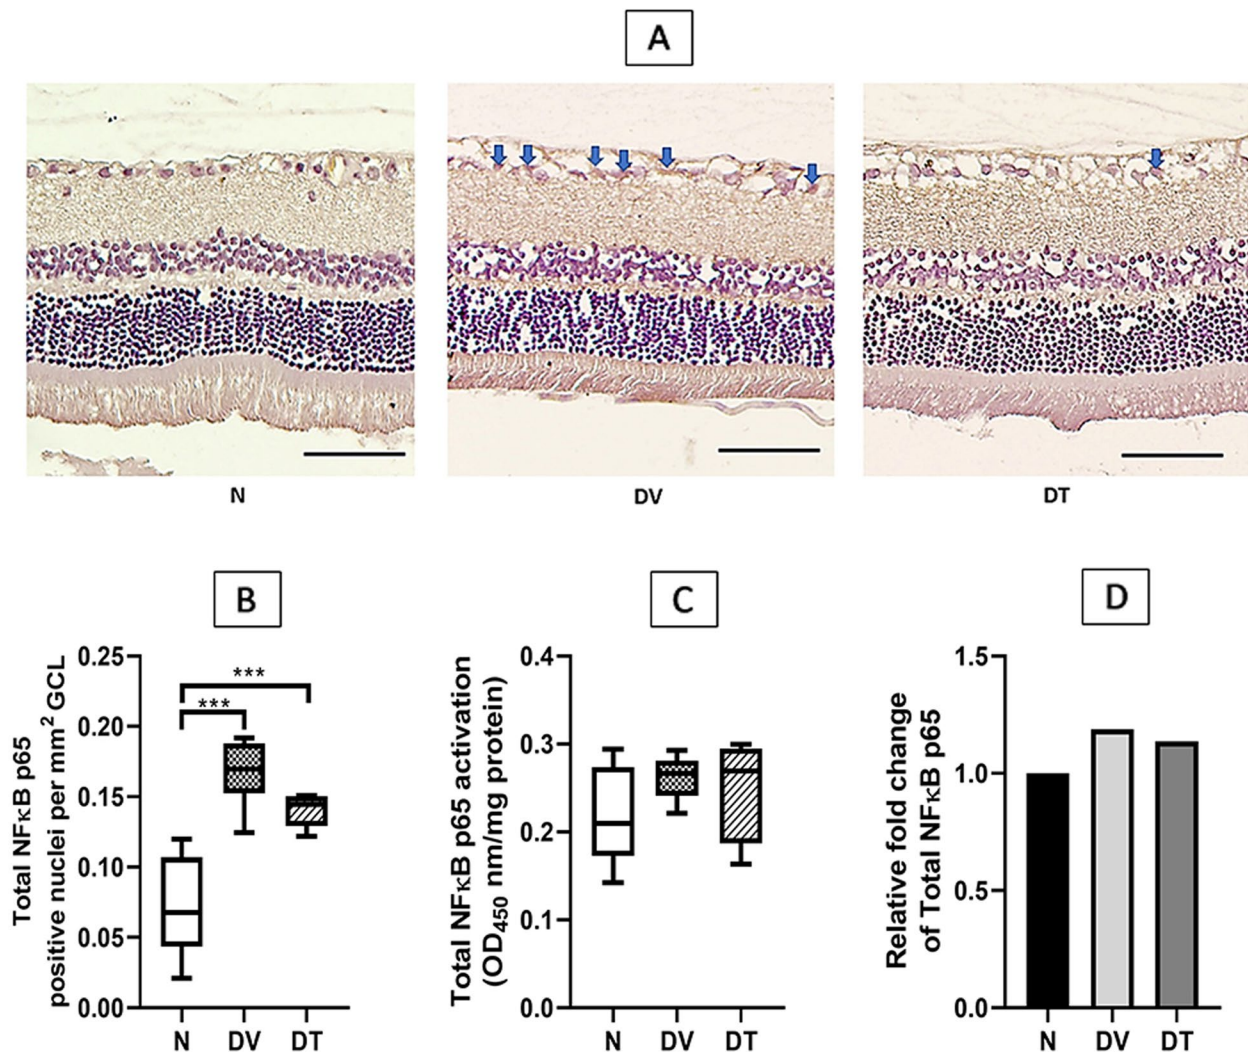 A
N
DV
DT
B
Total NFκB p65
positive nuclei per mm² GCL
0.25
0.20
0.15
0.10
0.05
0.00
***
***
N DV DT
C
Total NFκB p65 activation
(OD₄₅₀ nm/mg protein)
0.4
0.3
0.2
0.1
0.0
N DV DT
D
Relative fold change
of Total NFκB p65
1.5
1.0
0.5
0.0
N DV DT